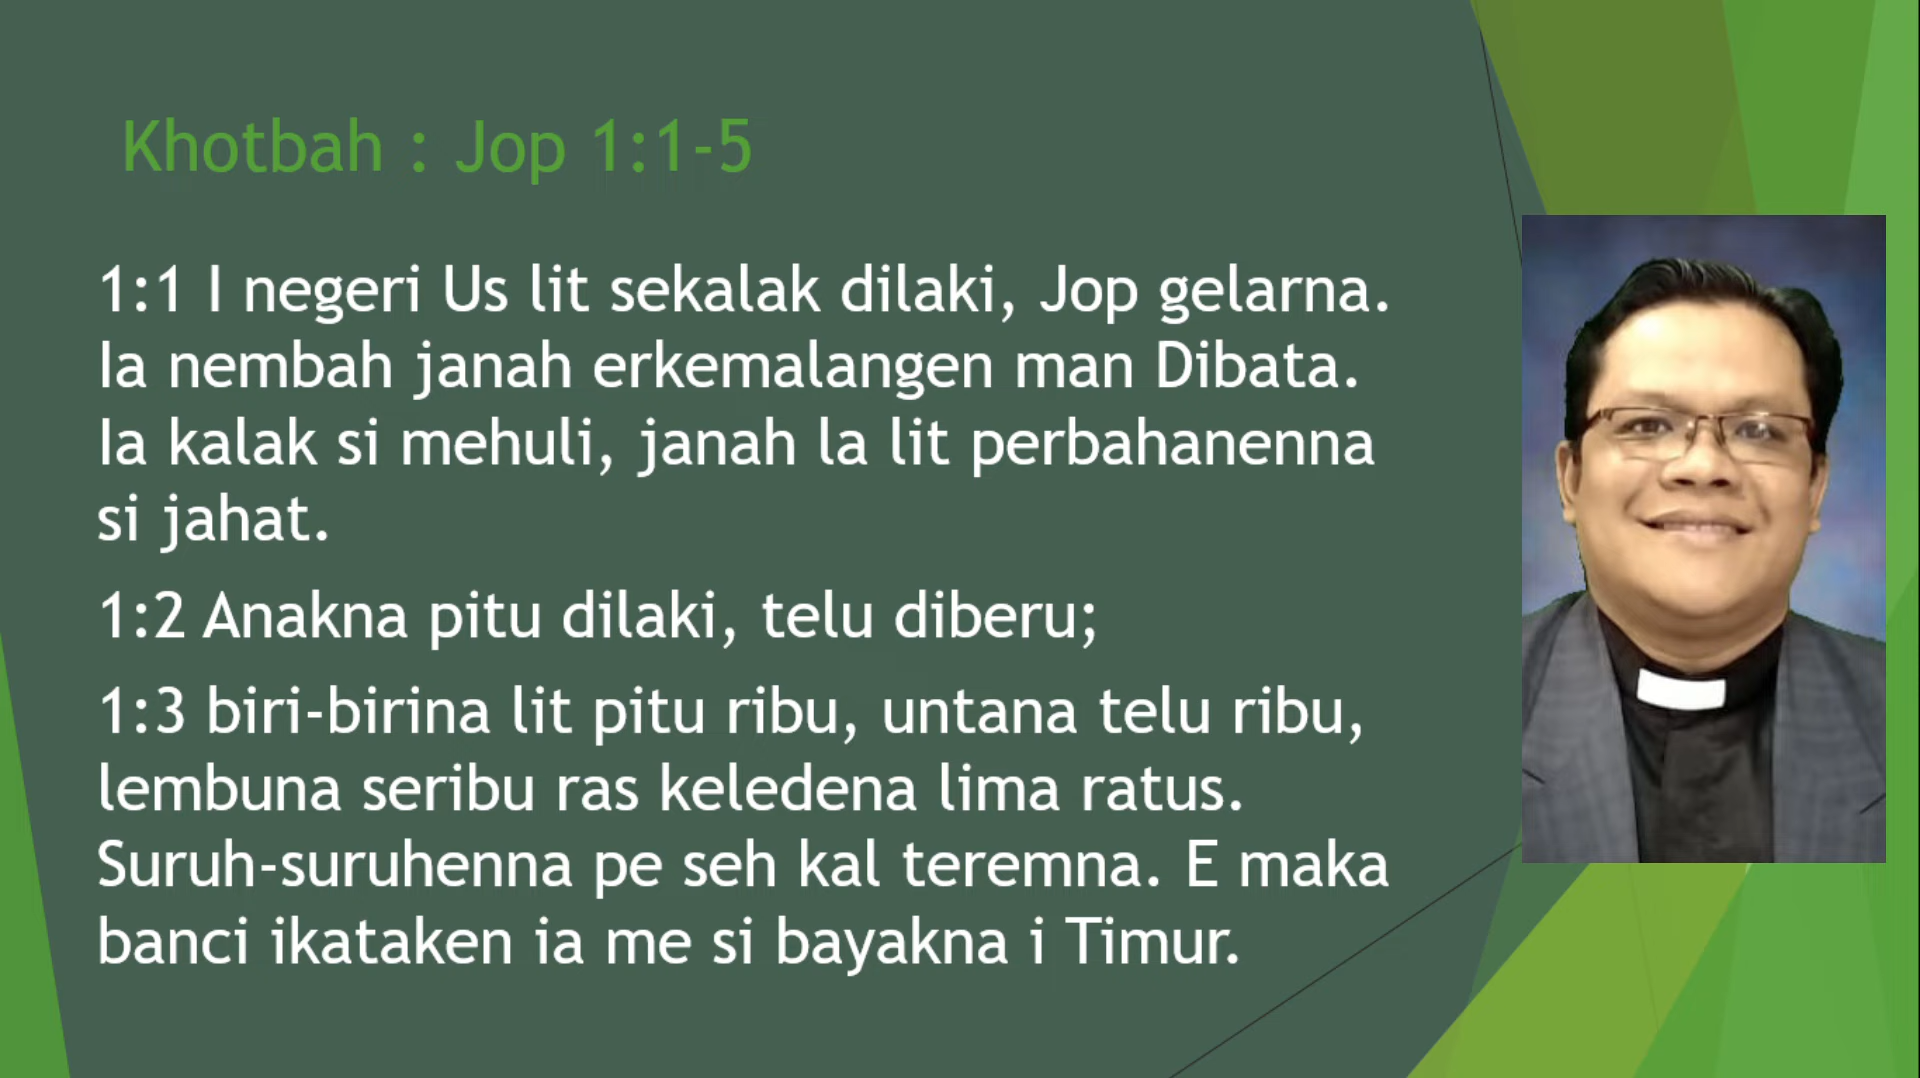 Khotbah : Jop 1:1-5
1:1 I negeri Us lit sekalak dilaki, Jop gelarna.
Ia nembah janah erkemalangen man Dibata.
Ia kalak si mehuli, janah la lit perbahanenna
si jahat.
1:2 Anakna pitu dilaki, telu diberu;
1:3 biri-birina lit pitu ribu, untana telu ribu,
lembuna seribu ras keledena lima ratus.
Suruh-suruhenna pe seh kal teremna. E maka
banci ikataken ia me si bayakna i Timur.